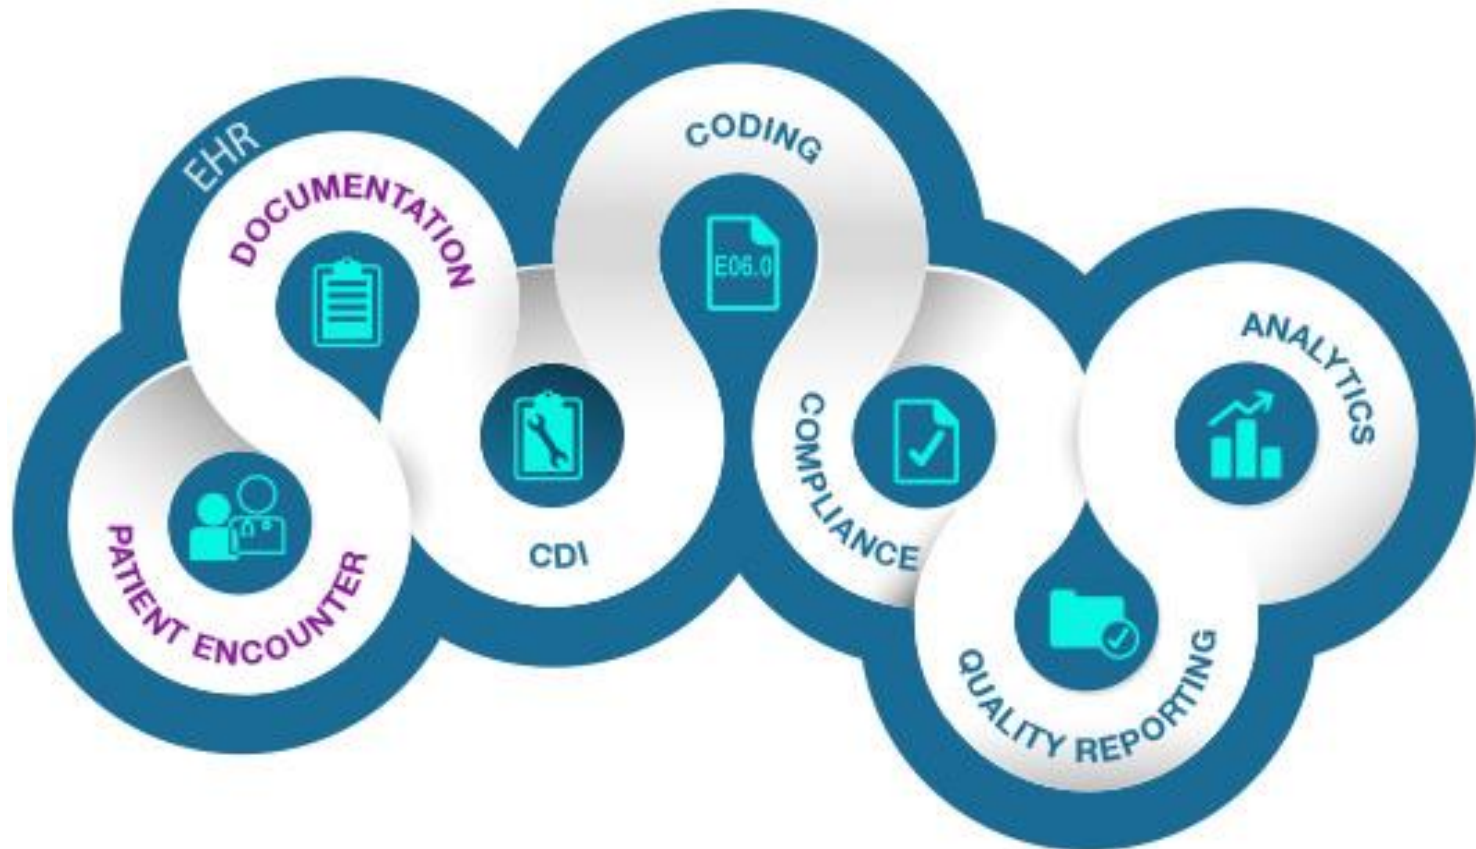 EHR
PATIENT ENCOUNTER
DOCUMENTATION
CDI
CODING
E06.0
COMPLIANCE
QUALITY REPORTING
ANALYTICS